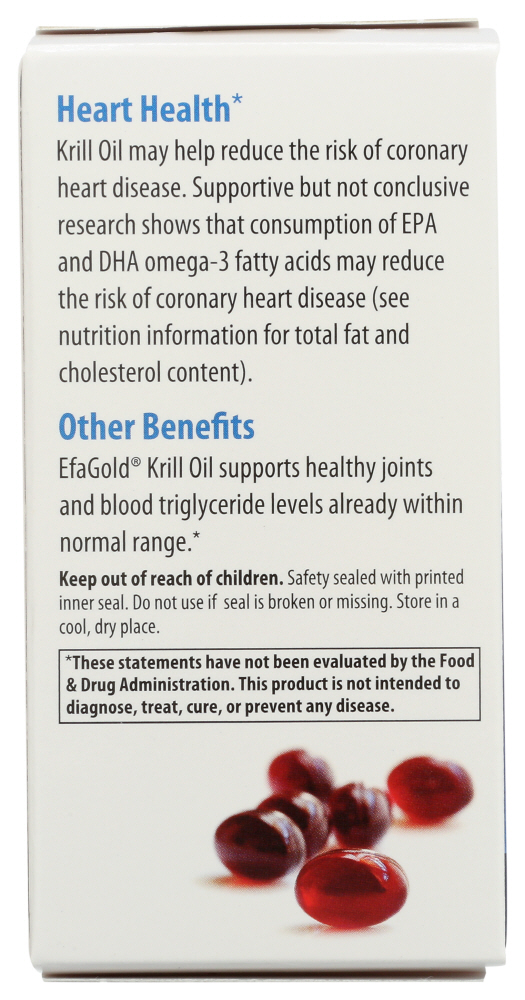 Heart Health*
Krill Oil may help reduce the risk of coronary
heart disease. Supportive but not conclusive
research shows that consumption of EPA
and DHA omega-3 fatty acids may reduce
the risk of coronary heart disease (see
nutrition information for total fat and
cholesterol content).
Other Benefits
EfaGold® Krill Oil supports healthy joints
and blood triglyceride levels already within
normal range.*
Keep out of reach of children. Safety sealed with printed
inner seal. Do not use if seal is broken or missing. Store in a
cool, dry place.
*These statements have not been evaluated by the Food
& Drug Administration. This product is not intended to
diagnose, treat, cure, or prevent any disease.